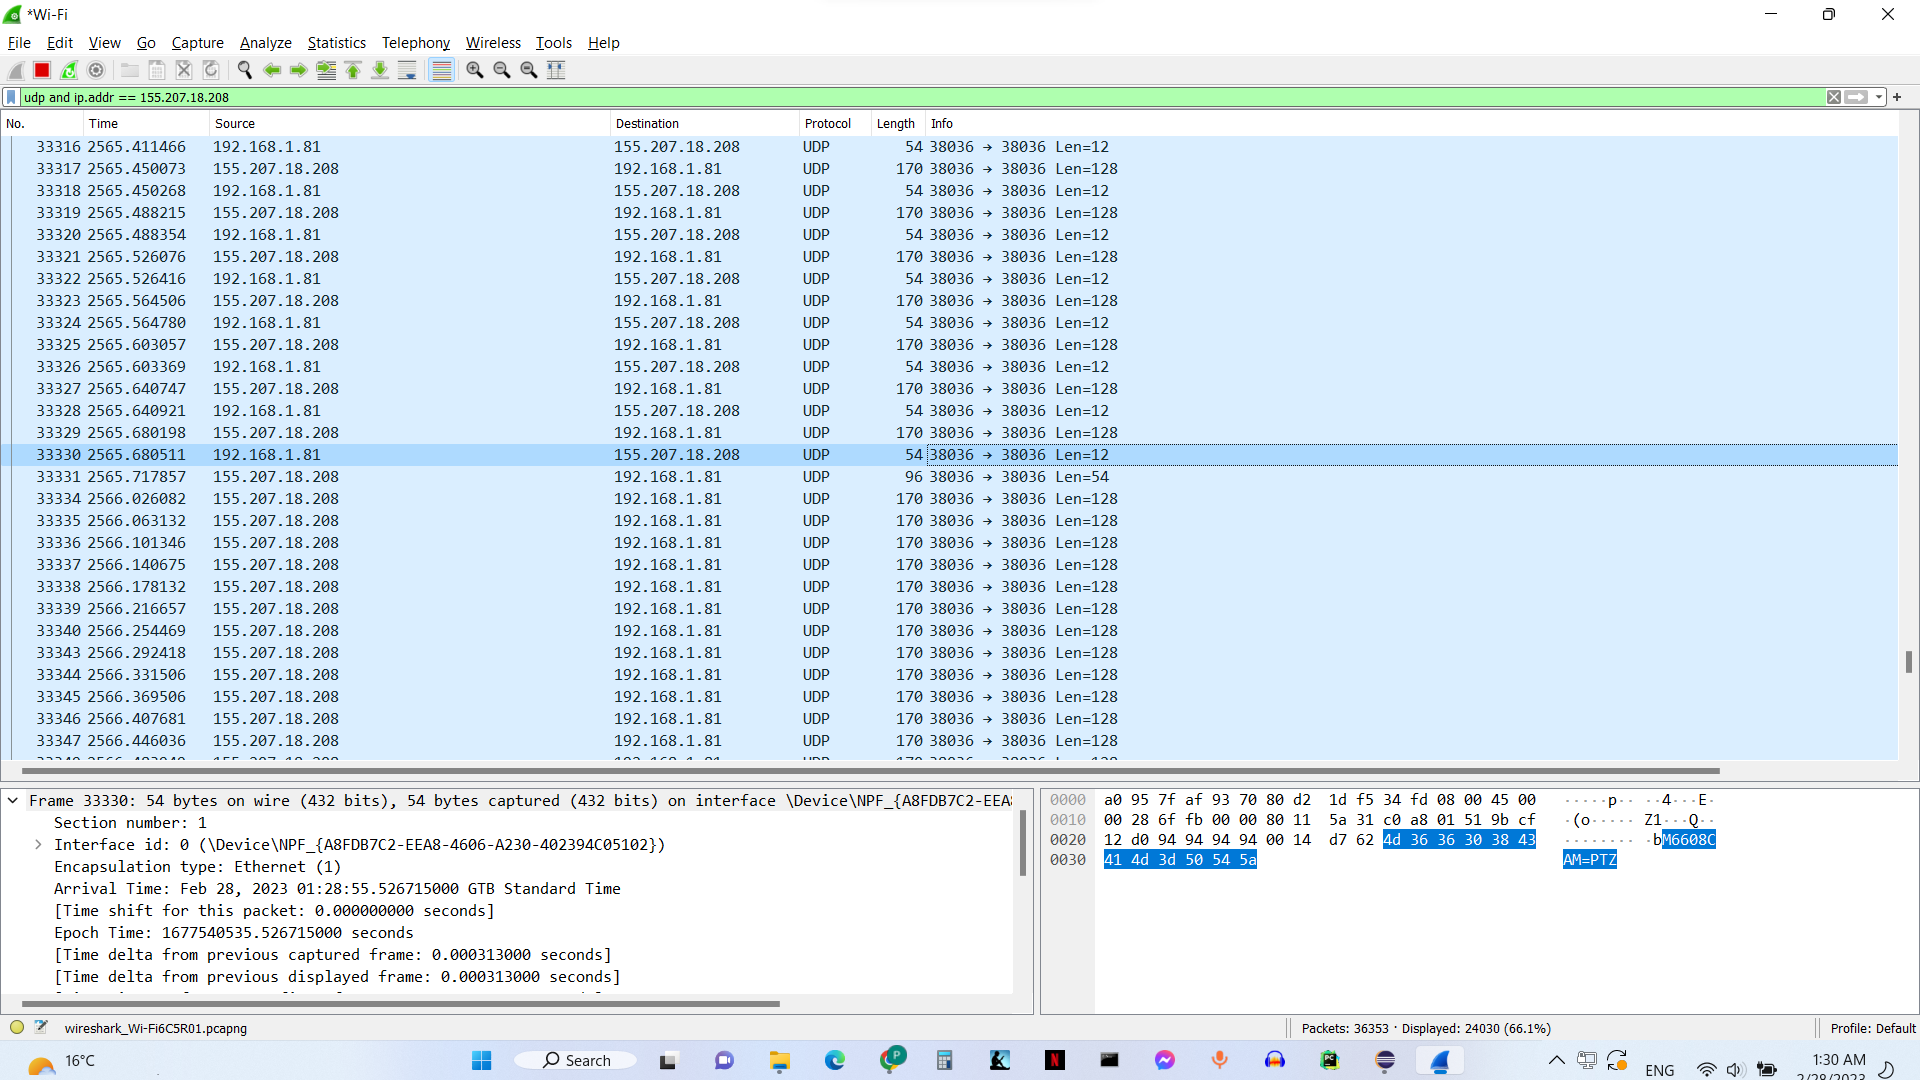 *Wi-Fi
File Edit View Go Capture Analyze Statistics Telephony Wireless Tools Help
udp and ip.addr == 155.207.18.208
No. Time Source Destination Protocol Length Info
33316 2565.411466 192.168.1.81 155.207.18.208 UDP 54 38036 → 38036 Len=12
33317 2565.450073 155.207.18.208 192.168.1.81 UDP 170 38036 → 38036 Len=128
33318 2565.450268 192.168.1.81 155.207.18.208 UDP 54 38036 → 38036 Len=12
33319 2565.488215 155.207.18.208 192.168.1.81 UDP 170 38036 → 38036 Len=128
33320 2565.488354 192.168.1.81 155.207.18.208 UDP 54 38036 → 38036 Len=12
33321 2565.526076 155.207.18.208 192.168.1.81 UDP 170 38036 → 38036 Len=128
33322 2565.526416 192.168.1.81 155.207.18.208 UDP 54 38036 → 38036 Len=12
33323 2565.564506 155.207.18.208 192.168.1.81 UDP 170 38036 → 38036 Len=128
33324 2565.564780 192.168.1.81 155.207.18.208 UDP 54 38036 → 38036 Len=12
33325 2565.603057 155.207.18.208 192.168.1.81 UDP 170 38036 → 38036 Len=128
33326 2565.603369 192.168.1.81 155.207.18.208 UDP 54 38036 → 38036 Len=12
33327 2565.640747 155.207.18.208 192.168.1.81 UDP 170 38036 → 38036 Len=128
33328 2565.640921 192.168.1.81 155.207.18.208 UDP 54 38036 → 38036 Len=12
33329 2565.680198 155.207.18.208 192.168.1.81 UDP 170 38036 → 38036 Len=128
33330 2565.680511 192.168.1.81 155.207.18.208 UDP 54 38036 → 38036 Len=12
33331 2565.717857 155.207.18.208 192.168.1.81 UDP 96 38036 → 38036 Len=54
33334 2566.026082 155.207.18.208 192.168.1.81 UDP 170 38036 → 38036 Len=128
33335 2566.063132 155.207.18.208 192.168.1.81 UDP 170 38036 → 38036 Len=128
33336 2566.101346 155.207.18.208 192.168.1.81 UDP 170 38036 → 38036 Len=128
33337 2566.140675 155.207.18.208 192.168.1.81 UDP 170 38036 → 38036 Len=128
33338 2566.178132 155.207.18.208 192.168.1.81 UDP 170 38036 → 38036 Len=128
33339 2566.216657 155.207.18.208 192.168.1.81 UDP 170 38036 → 38036 Len=128
33340 2566.254469 155.207.18.208 192.168.1.81 UDP 170 38036 → 38036 Len=128
33343 2566.292418 155.207.18.208 192.168.1.81 UDP 170 38036 → 38036 Len=128
33344 2566.331506 155.207.18.208 192.168.1.81 UDP 170 38036 → 38036 Len=128
33345 2566.369506 155.207.18.208 192.168.1.81 UDP 170 38036 → 38036 Len=128
33346 2566.407681 155.207.18.208 192.168.1.81 UDP 170 38036 → 38036 Len=128
33347 2566.446036 155.207.18.208 192.168.1.81 UDP 170 38036 → 38036 Len=128
Frame 33330: 54 bytes on wire (432 bits), 54 bytes captured (432 bits) on interface \Device\NPF_{A8FDB7C2-EEA8
Section number: 1
Interface id: 0 (\Device\NPF_{A8FDB7C2-EEA8-4606-A230-402394C05102})
Encapsulation type: Ethernet (1)
Arrival Time: Feb 28, 2023 01:28:55.526715000 GTB Standard Time
[Time shift for this packet: 0.000000000 seconds]
Epoch Time: 1677540535.526715000 seconds
[Time delta from previous captured frame: 0.000313000 seconds]
[Time delta from previous displayed frame: 0.000313000 seconds]
0000 a0 95 7f af 93 70 80 d2 1d f5 34 fd 08 00 45 00 ·····p·· ··4···E·
0010 00 28 6f fb 00 00 80 11 5a 31 c0 a8 01 51 9b cf ·(o····· Z1···Q··
0020 12 d0 94 94 94 94 00 14 d7 62 4d 36 36 30 38 43 ········ ·bM6608C
0030 41 4d 3d 50 54 5a AM=PTZ
wireshark_Wi-Fi6C5R01.pcapng
Packets: 36353 · Displayed: 24030 (66.1%)
Profile: Default
16°C
Search
ENG
1:30 AM
2/28/2023